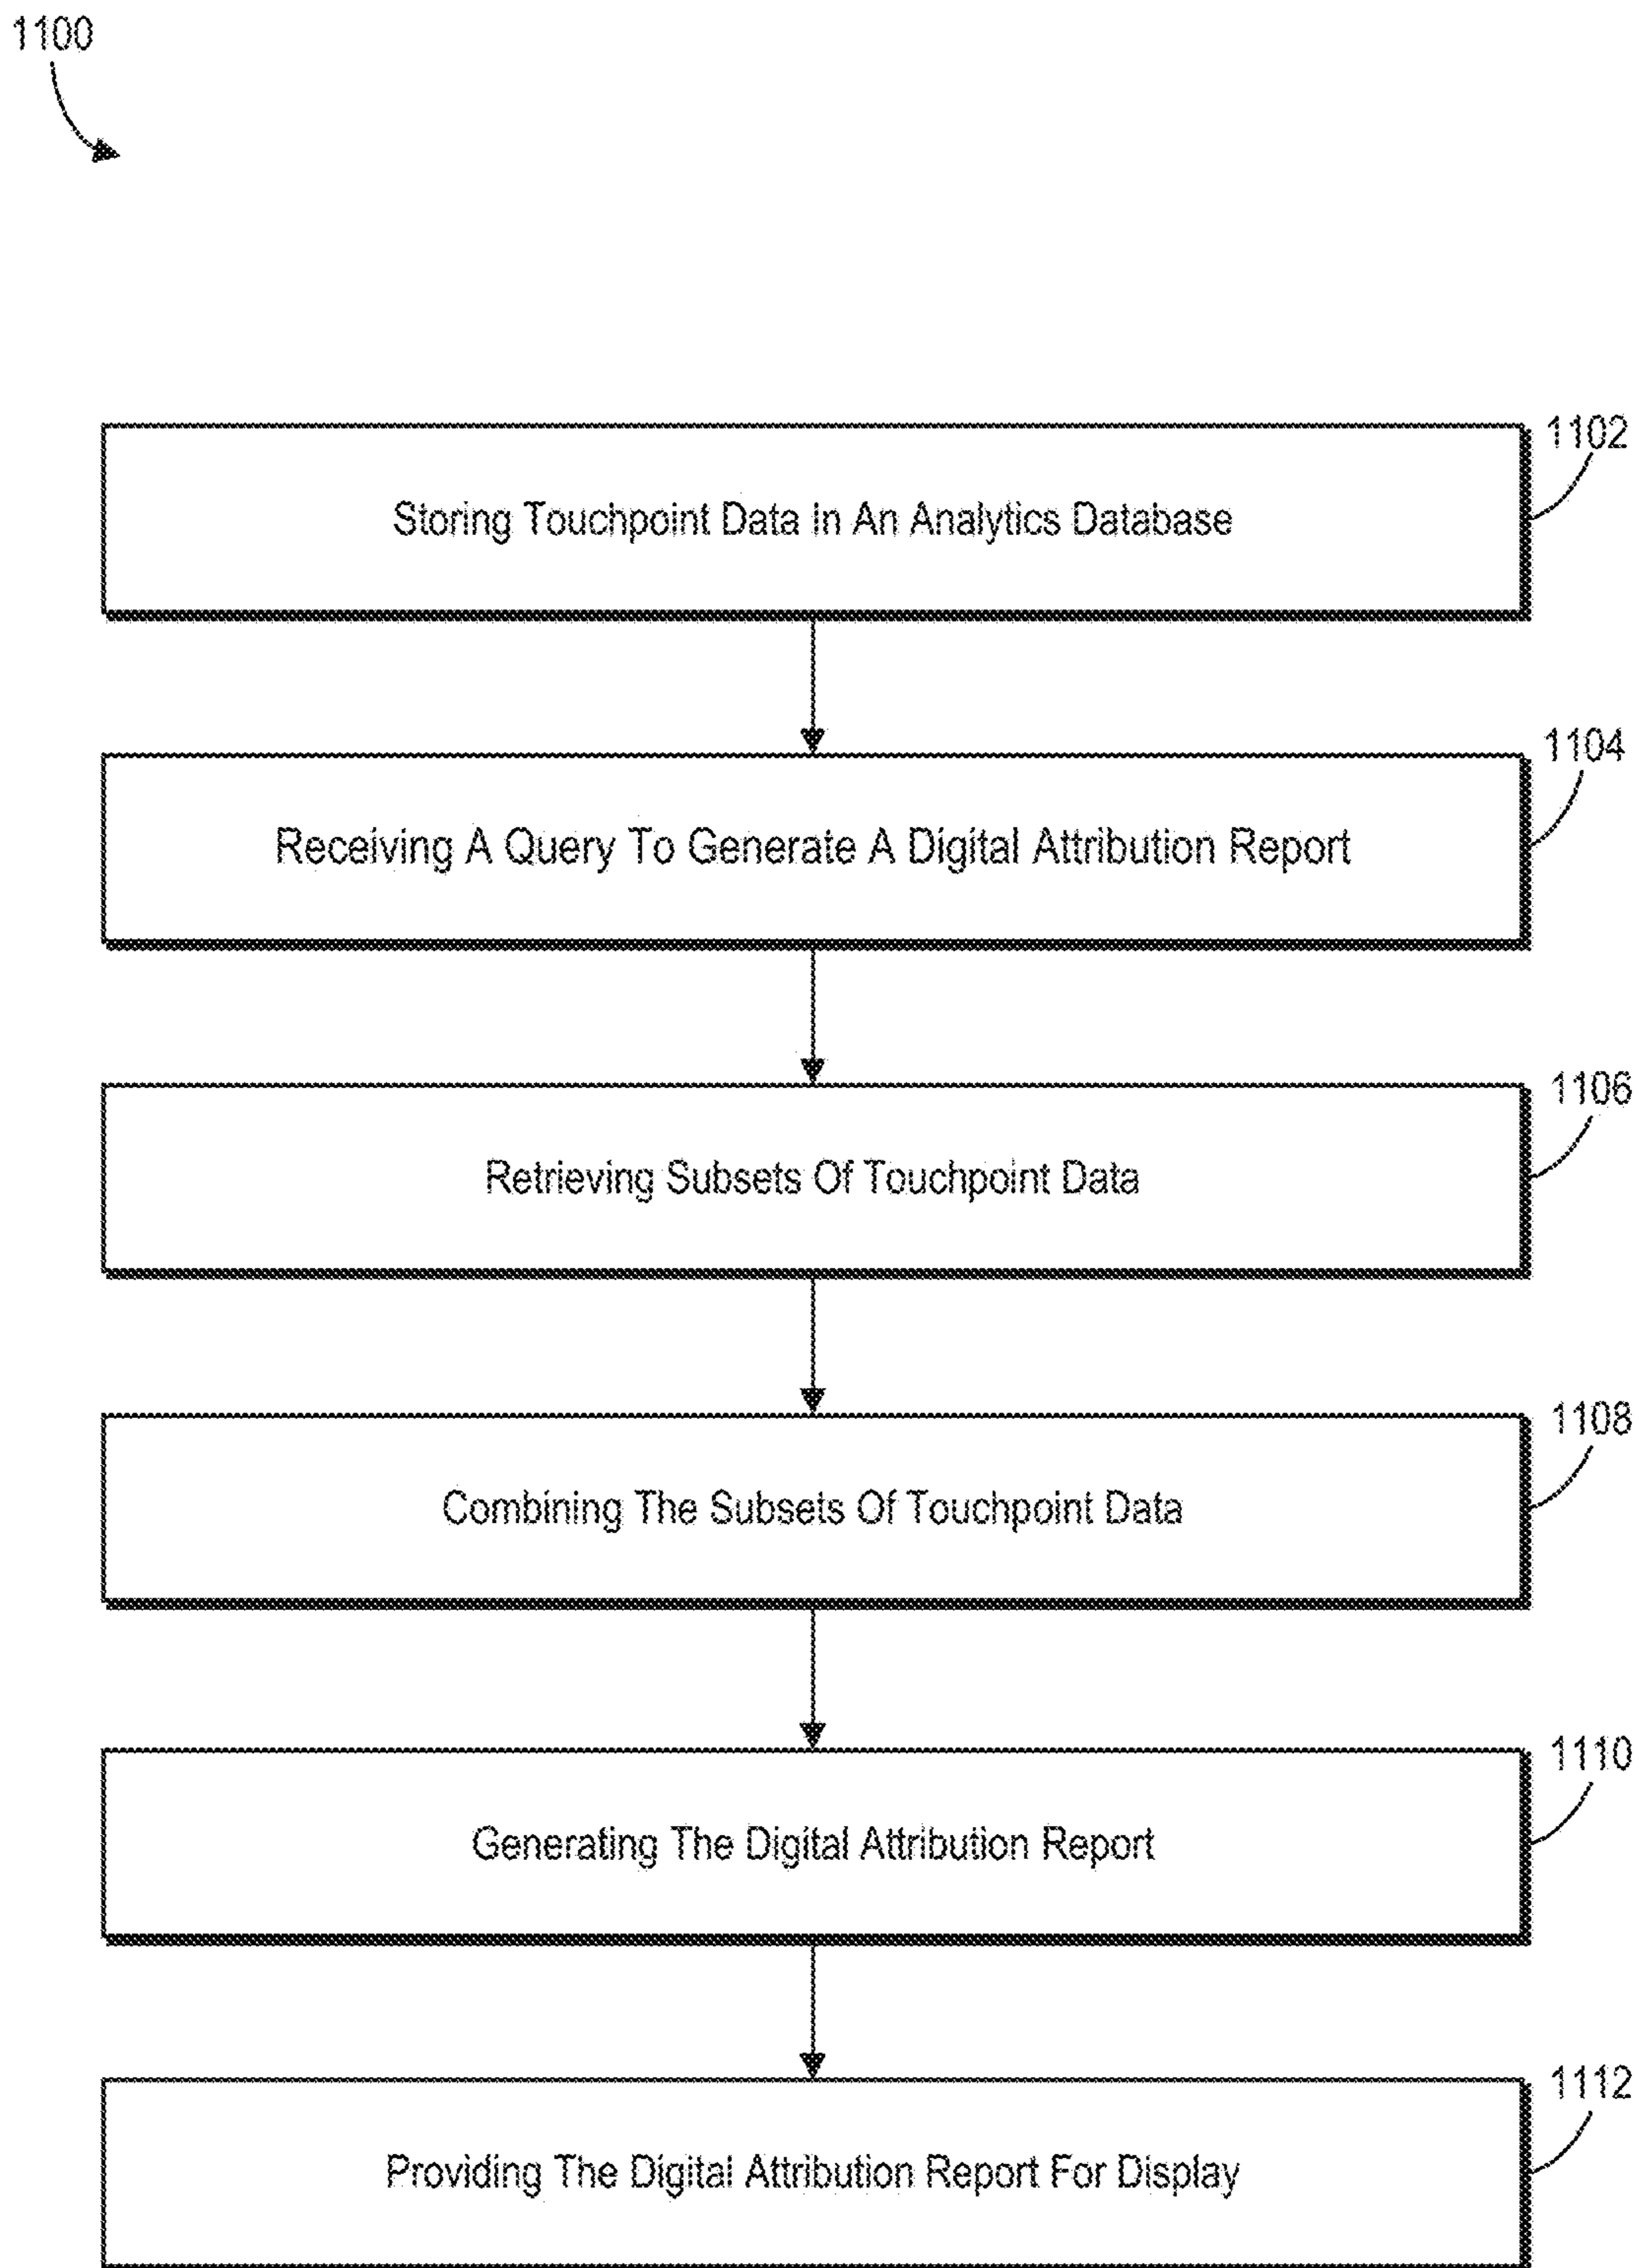 1100
1102
Storing Touchpoint Data In An Analytics Database
1104
Receiving A Query To Generate A Digital Attribution Report
1106
Retrieving Subsets Of Touchpoint Data
1108
Combining The Subsets Of Touchpoint Data
1110
Generating The Digital Attribution Report
1112
Providing The Digital Attribution Report For Display